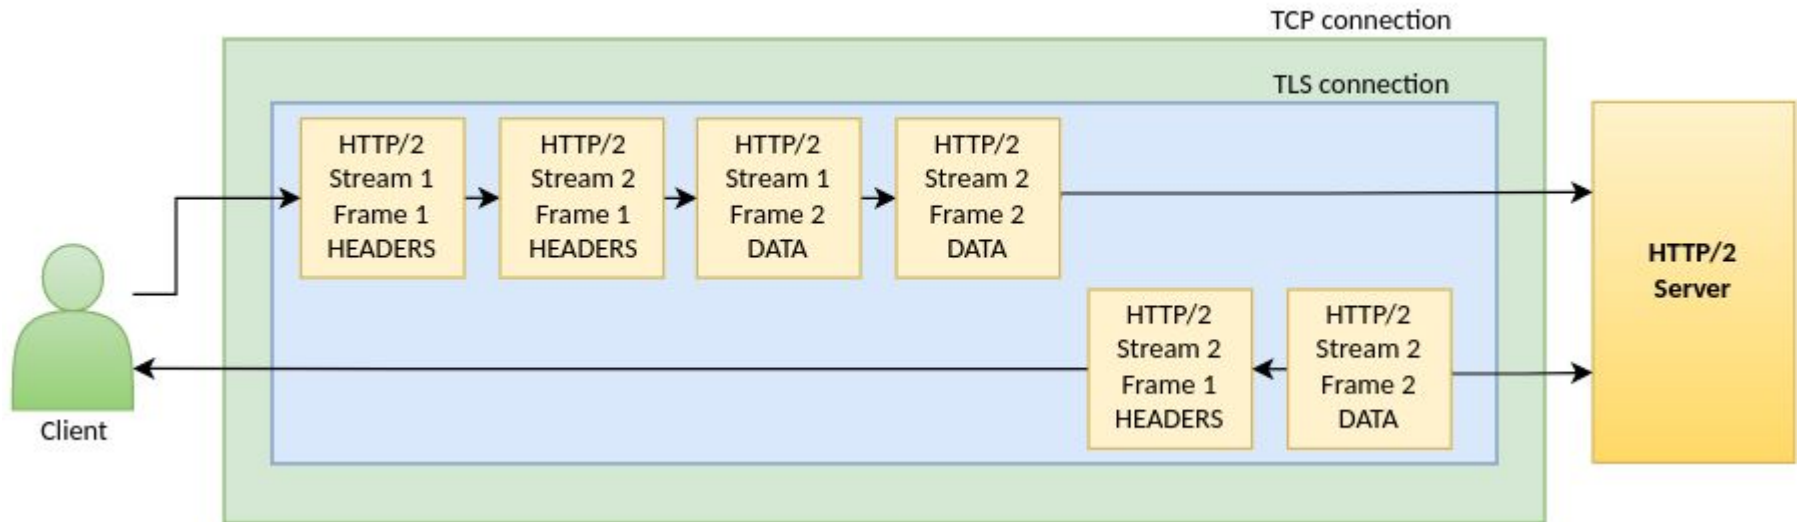 TCP connection
TLS connection
HTTP/2
Stream 1
Frame 1
HEADERS
HTTP/2
Stream 2
Frame 1
HEADERS
HTTP/2
Stream 1
Frame 2
DATA
HTTP/2
Stream 2
Frame 2
DATA
HTTP/2
Server
HTTP/2
Stream 2
Frame 1
HEADERS
HTTP/2
Stream 2
Frame 2
DATA
Client